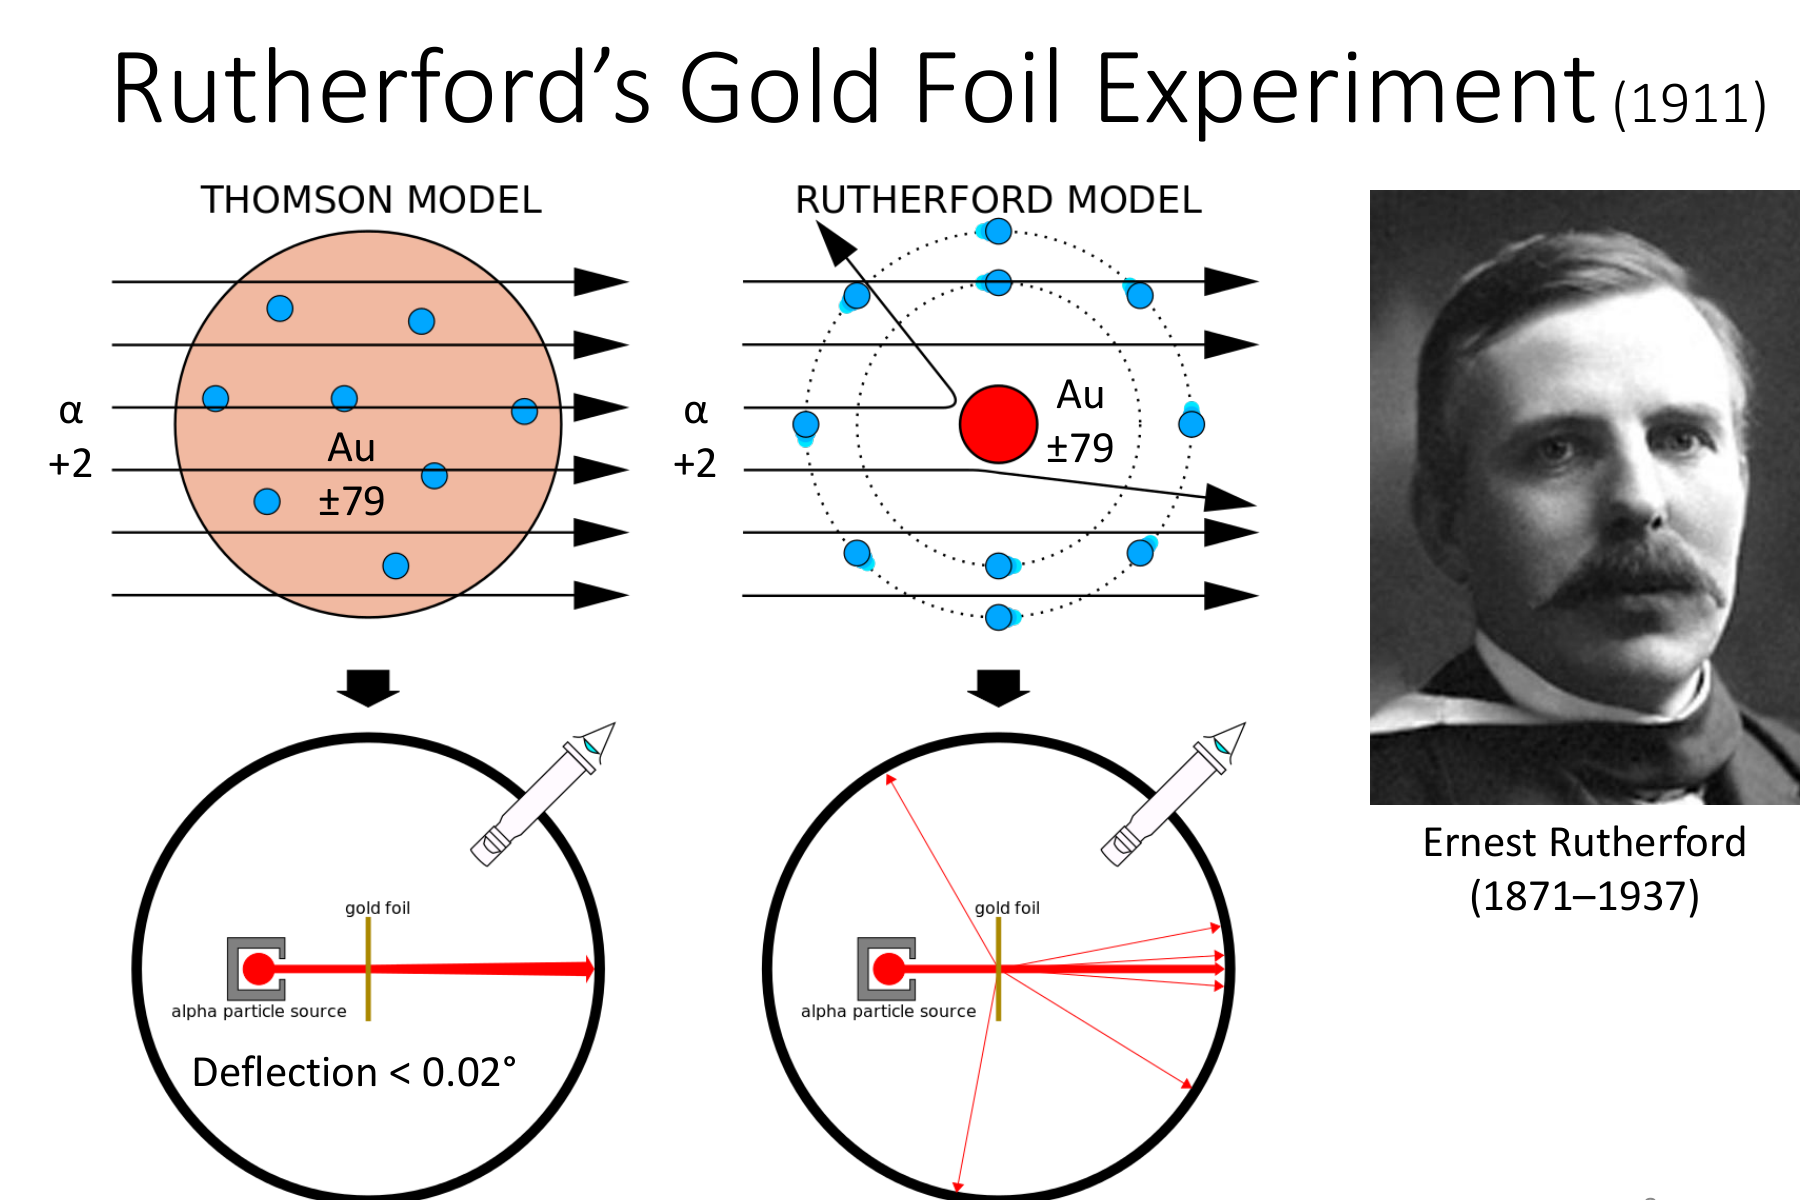 Rutherford’s Gold Foil Experiment (1911)
THOMSON MODEL
α
+2
Au
±79
RUTHERFORD MODEL
α
+2
Au
±79
gold foil
alpha particle source
Deflection < 0.02°
gold foil
alpha particle source
Ernest Rutherford
(1871–1937)